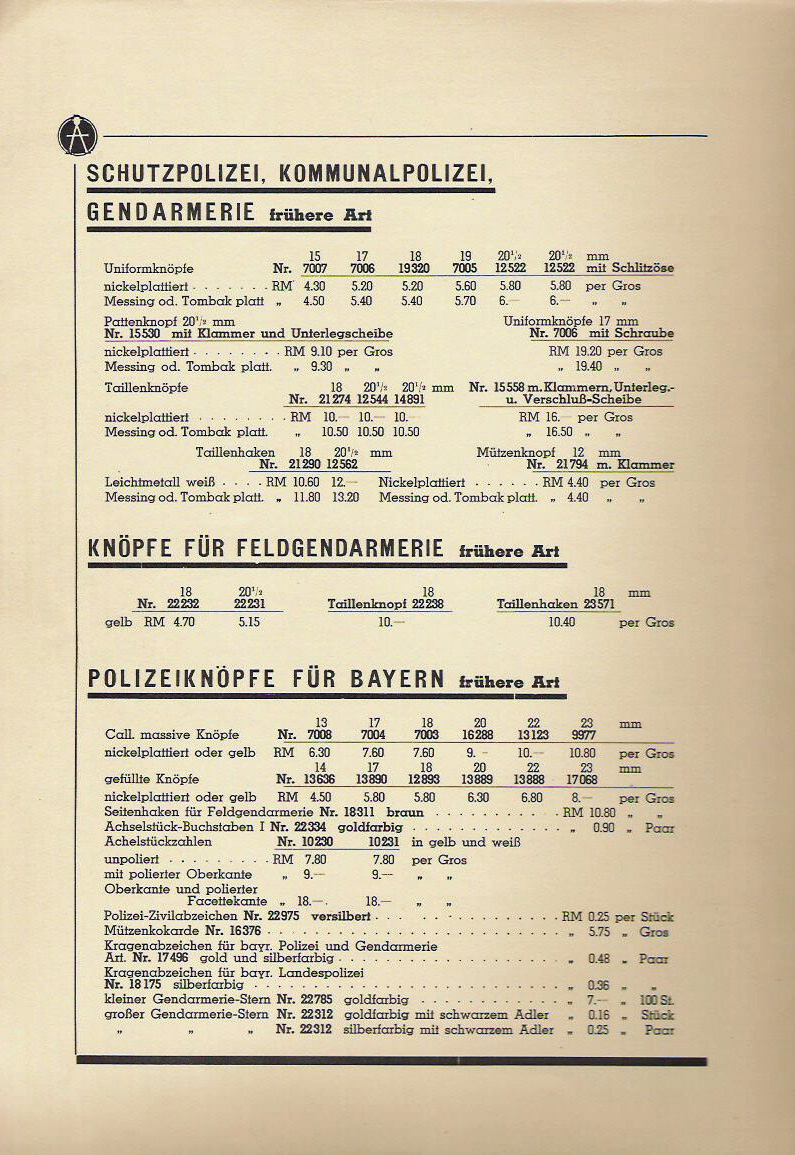 SCHUTZPOLIZEI, KOMMUNALPOLIZEI,
GENDARMERIE frühere Art
15 17 18 19 20½ 20½ mm
Uniformknöpfe Nr. 7007 7006 19320 7005 12522 12522 mit Schlitzöse
nickelplattiert . . . . . . . RM 4.30 5.20 5.20 5.60 5.80 5.80 per Gros
Messing od. Tombak platt „ 4.50 5.40 5.40 5.70 6.— 6.— „ „
Pattenknopf 20½ mm Uniformknöpfe 17 mm
Nr. 15530 mit Klammer und Unterlegscheibe Nr. 7006 mit Schraube
nickelplattiert . . . . . . . . RM 9.10 per Gros RM 19.20 per Gros
Messing od. Tombak platt. „ 9.30 „ „ „ 19.40 „ „
Taillenknöpfe 18 20½ 20½ mm Nr. 15558 m. Klammern, Unterleg.-
Nr. 21274 12544 14891 u. Verschluß-Scheibe
nickelplattiert . . . . . . . . RM 10.— 10.— 10.— RM 16.— per Gros
Messing od. Tombak platt. „ 10.50 10.50 10.50 „ 16.50 „ „
Taillenhaken 18 20½ mm Mützenknopf 12 mm
Nr. 21290 12562 Nr. 21794 m. Klammer
Leichtmetall weiß . . . . RM 10.60 12.— Nickelplattiert . . . . . . RM 4.40 per Gros
Messing od. Tombak platt. „ 11.80 13.20 Messing od. Tombak platt. „ 4.40 „ „
KNÖPFE FÜR FELDGENDARMERIE frühere Art
18 20½ 18 18 mm
Nr. 22232 22231 Taillenknopf 22238 Taillenhaken 23571
gelb RM 4.70 5.15 10.— 10.40 per Gros
POLIZEIKNÖPFE FÜR BAYERN frühere Art
13 17 18 20 22 23 mm
Call. massive Knöpfe Nr. 7008 7004 7003 16288 13123 9977
nickelplattiert oder gelb RM 6.30 7.60 7.60 9.- 10.— 10.80 per Gros
14 17 18 20 22 23 mm
gefüllte Knöpfe Nr. 13636 13890 12893 13889 13888 17068
nickelplattiert oder gelb RM 4.50 5.80 5.80 6.30 6.80 8.— per Gros
Seitenhaken für Feldgendarmerie Nr. 18311 braun . . . . . . . . . . RM 10.80 „ „
Achselstück-Buchstaben I Nr. 22334 goldfarbig . . . . . . . . . . . . „ 0.90 „ Paar
Achelstückzahlen Nr. 10230 10231 in gelb und weiß
unpoliert . . . . . . . . . RM 7.80 7.80 per Gros
mit polierter Oberkante „ 9.— 9.— „ „
Oberkante und polierter
Facettekante „ 18.— 18.— „ „
Polizei-Zivilabzeichen Nr. 22975 versilbert . . . . . . . . . . . . . . RM 0.25 per Stück
Mützenkokarde Nr. 16376 . . . . . . . . . . . . . . . . . . . . . . . . „ 5.75 „ Gros
Kragenabzeichen für bayr. Polizei und Gendarmerie
Art. Nr. 17496 gold und silberfarbig . . . . . . . . . . . . . . . . . . „ 0.48 „ Paar
Kragenabzeichen für bayr. Landespolizei
Nr. 18175 silberfarbig . . . . . . . . . . . . . . . . . . . . . . . . „ 0.36 „ „
kleiner Gendarmerie-Stern Nr. 22785 goldfarbig . . . . . . . . . . . „ 7.— „ 100 St.
großer Gendarmerie-Stern Nr. 22312 goldfarbig mit schwarzem Adler „ 0.16 „ Stück
„ „ „ Nr. 22312 silberfarbig mit schwarzem Adler „ 0.25 „ Paar